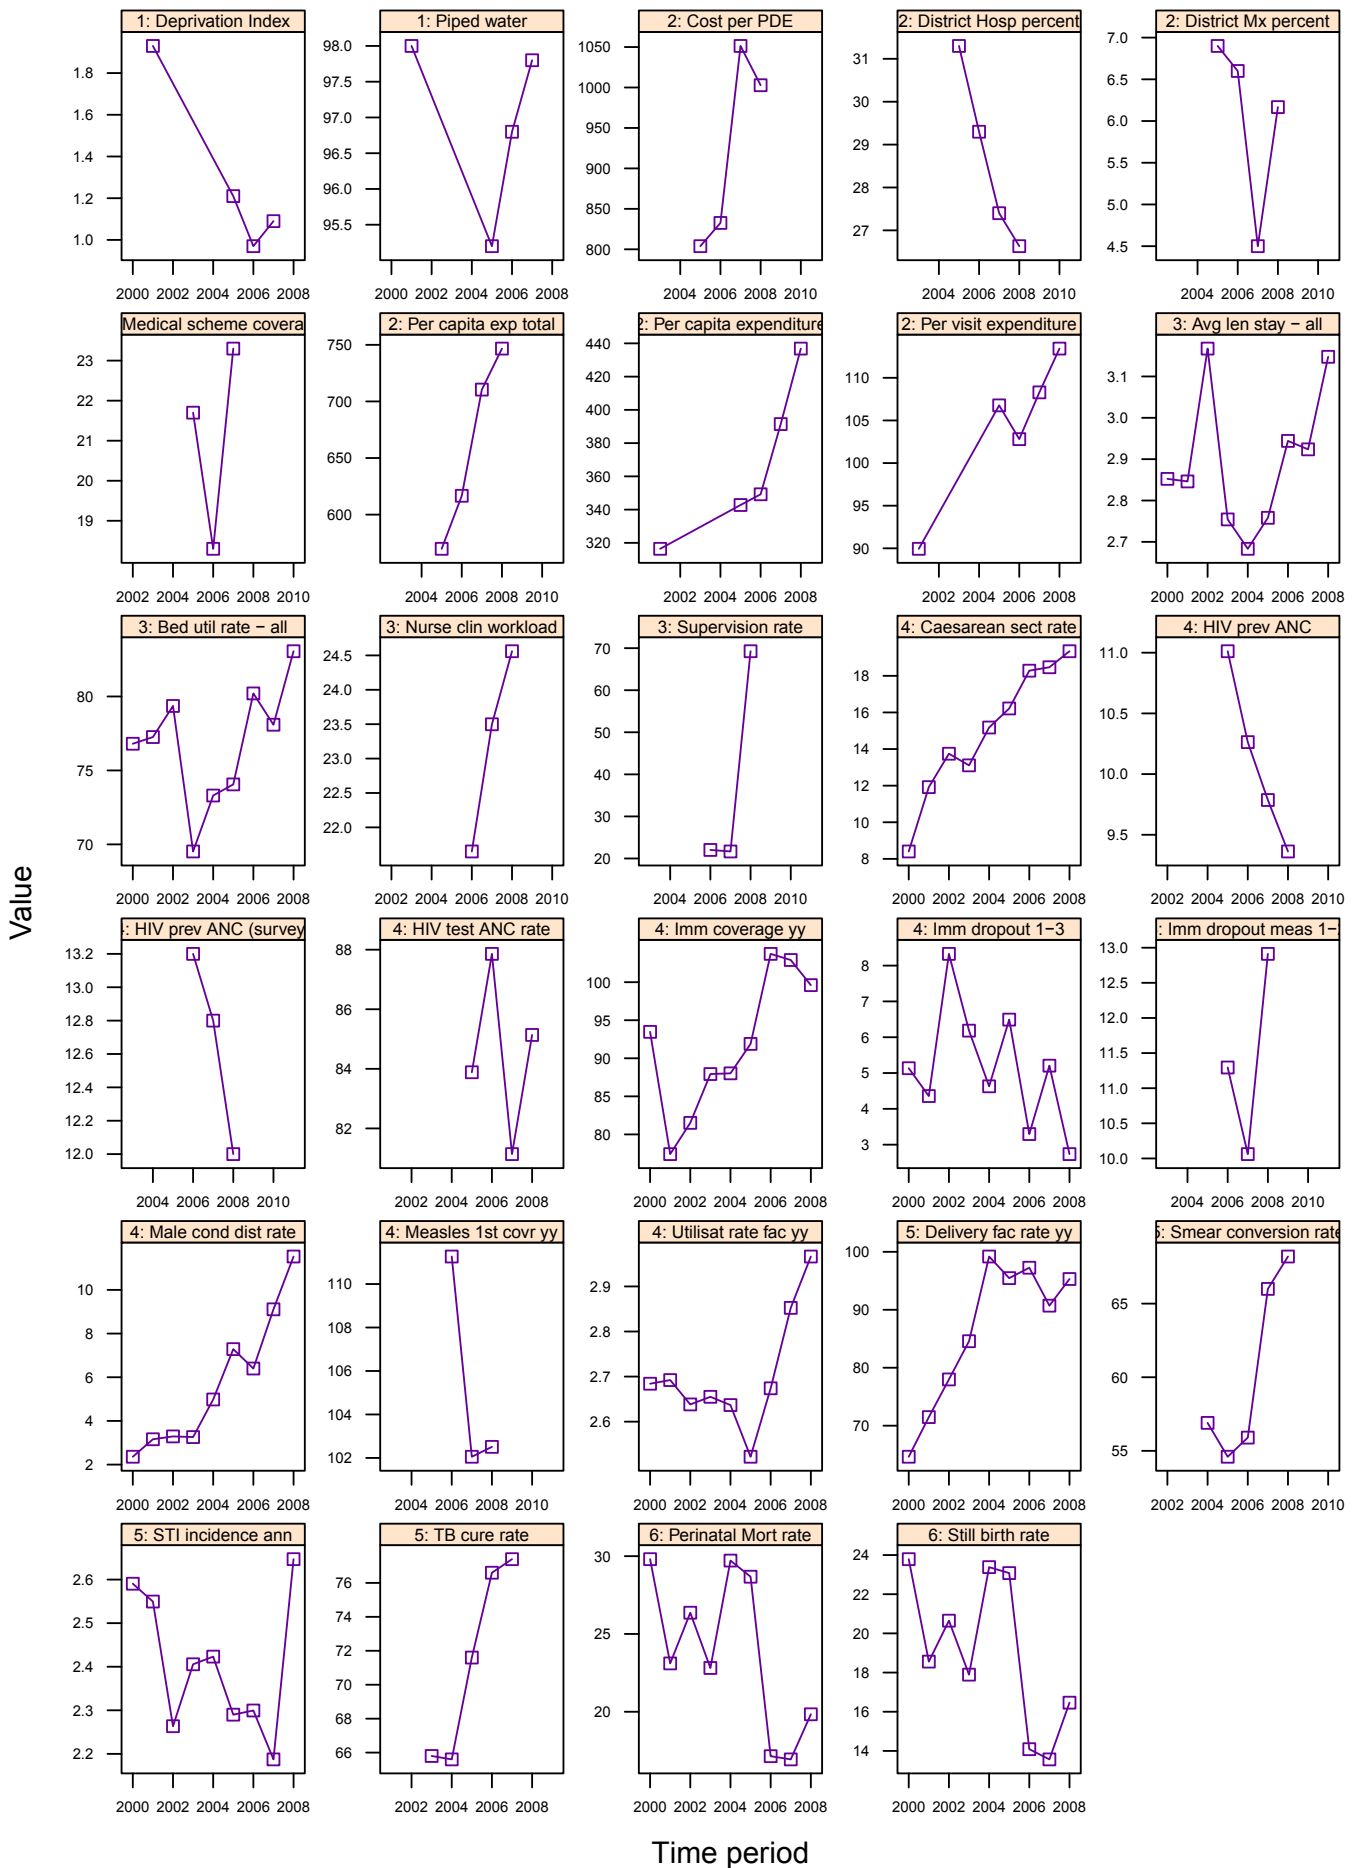 1: Deprivation Index 1: Piped water 2: Cost per PDE 2: District Hosp percent 2: District Mx percent
1.8 1.6 1.4 1.2 1.0
98.0 97.5 97.0 96.5 96.0 95.5
1050 1000 950 900 850 800
31 30 29 28 27
7.0 6.5 6.0 5.5 5.0 4.5
2000 2002 2004 2006 2008 2000 2002 2004 2006 2008 2004 2006 2008 2010 2004 2006 2008 2010 2004 2006 2008 2010
Medical scheme covera 2: Per capita exp total 2: Per capita expenditure 2: Per visit expenditure 3: Avg len stay − all
23 22 21 20 19
750 700 650 600
440 420 400 380 360 340 320
110 105 100 95 90
3.1 3.0 2.9 2.8 2.7
2002 2004 2006 2008 2010 2004 2006 2008 2010 2002 2004 2006 2008 2002 2004 2006 2008 2000 2002 2004 2006 2008
3: Bed util rate − all 3: Nurse clin workload 3: Supervision rate 4: Caesarean sect rate 4: HIV prev ANC
80 75 70
24.5 24.0 23.5 23.0 22.5 22.0
70 60 50 40 30 20
18 16 14 12 10 8
11.0 10.5 10.0 9.5
2000 2002 2004 2006 2008 2002 2004 2006 2008 2010 2004 2006 2008 2010 2000 2002 2004 2006 2008 2002 2004 2006 2008 2010
: HIV prev ANC (survey 4: HIV test ANC rate 4: Imm coverage yy 4: Imm dropout 1−3 : Imm dropout meas 1−
13.2 13.0 12.8 12.6 12.4 12.2 12.0
88 86 84 82
100 95 90 85 80
8 7 6 5 4 3
13.0 12.5 12.0 11.5 11.0 10.5 10.0
2004 2006 2008 2010 2002 2004 2006 2008 2000 2002 2004 2006 2008 2000 2002 2004 2006 2008 2004 2006 2008 2010
4: Male cond dist rate 4: Measles 1st covr yy 4: Utilisat rate fac yy 5: Delivery fac rate yy 5: Smear conversion rate
10 8 6 4 2
110 108 106 104 102
2.9 2.8 2.7 2.6
100 90 80 70
65 60 55
2000 2002 2004 2006 2008 2004 2006 2008 2010 2000 2002 2004 2006 2008 2000 2002 2004 2006 2008 2002 2004 2006 2008 2010
5: STI incidence ann 5: TB cure rate 6: Perinatal Mort rate 6: Still birth rate
2.6 2.5 2.4 2.3 2.2
76 74 72 70 68 66
30 25 20
24 22 20 18 16 14
2000 2002 2004 2006 2008 2002 2004 2006 2008 2000 2002 2004 2006 2008 2000 2002 2004 2006 2008
Value
Time period